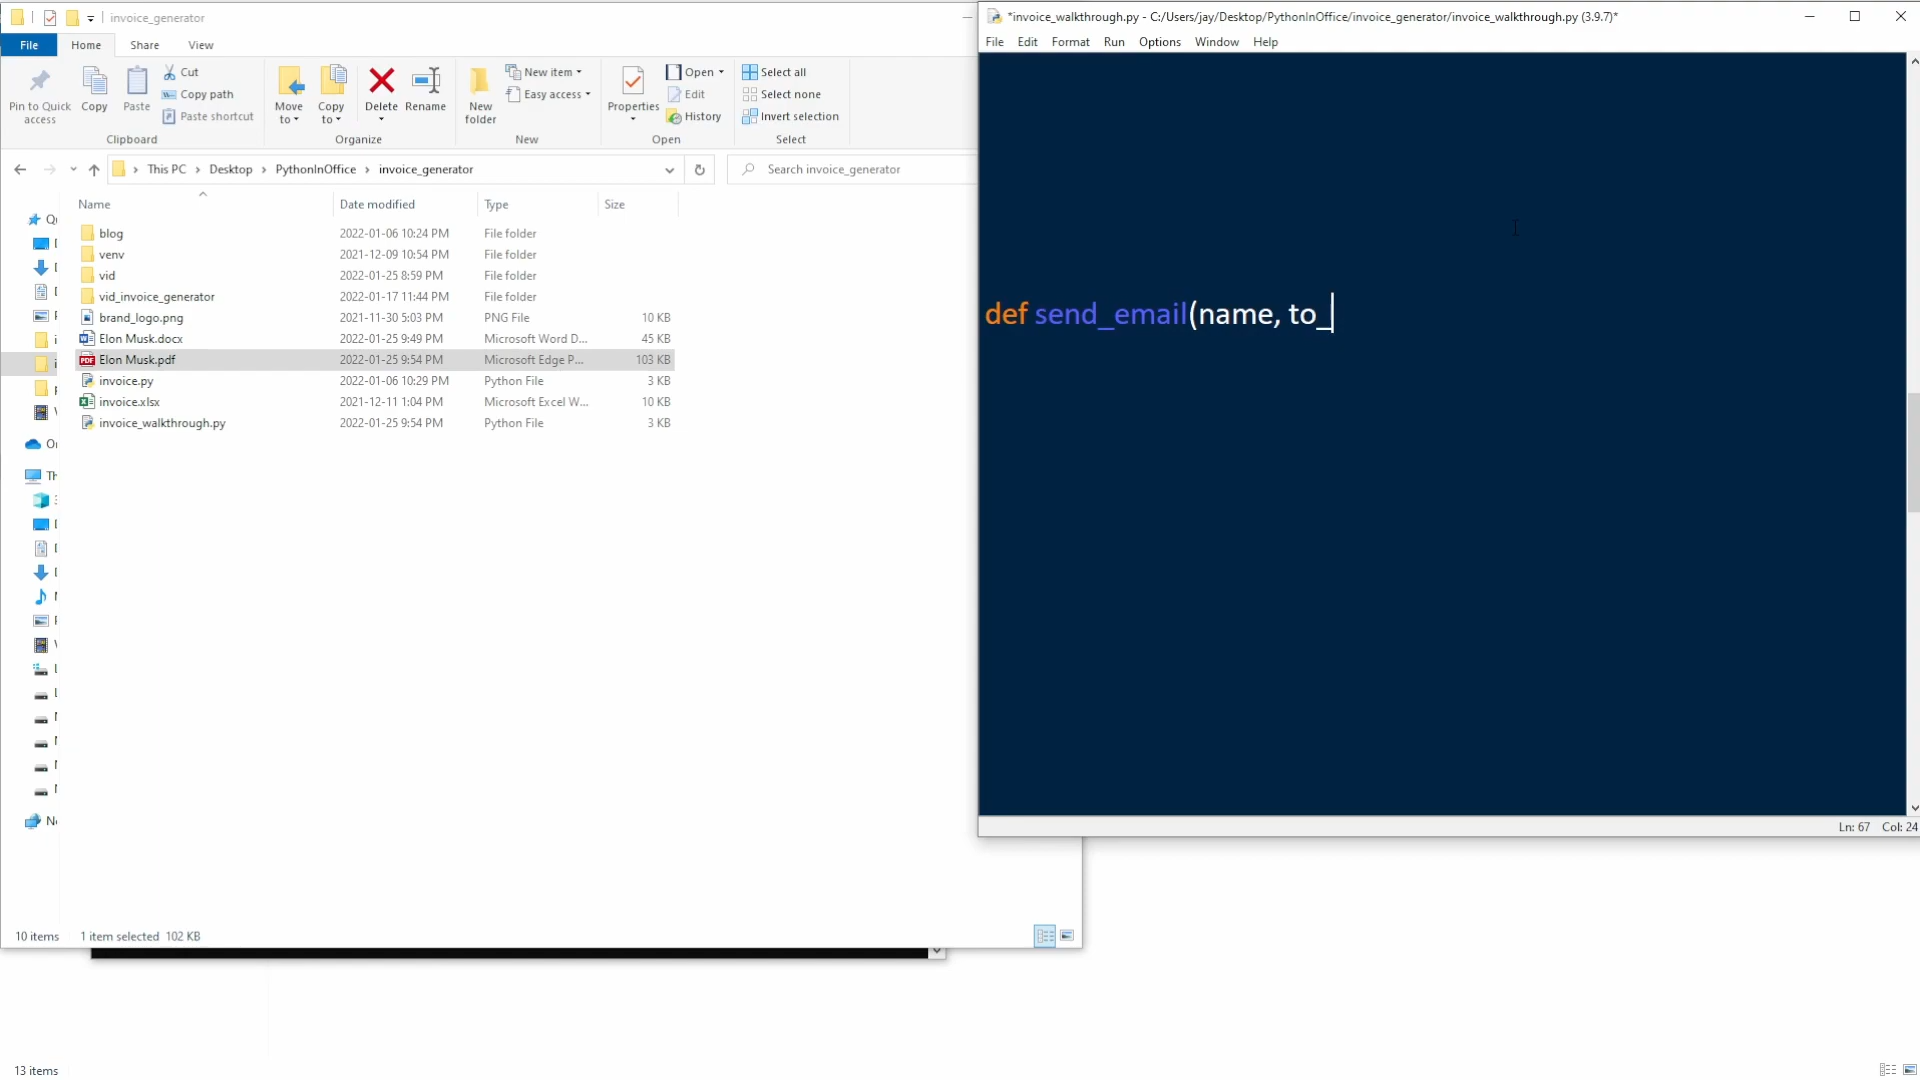 invoice_generator
File Home Share View
Pin to Quick access
Copy
Paste
Cut
Copy path
Paste shortcut
Clipboard
Move to
Copy to
Delete
Rename
Organize
New folder
New item
Easy access
New
Properties
Open
Edit
History
Open
Select all
Select none
Invert selection
Select
This PC > Desktop > PythonInOffice > invoice_generator
Search invoice_generator
Name Date modified Type Size
blog 2022-01-06 10:24 PM File folder
venv 2021-12-09 10:54 PM File folder
vid 2022-01-25 8:59 PM File folder
vid_invoice_generator 2022-01-17 11:44 PM File folder
brand_logo.png 2021-11-30 5:03 PM PNG File 10 KB
Elon Musk.docx 2022-01-25 9:49 PM Microsoft Word D... 45 KB
Elon Musk.pdf 2022-01-25 9:54 PM Microsoft Edge P... 103 KB
invoice.py 2022-01-06 10:29 PM Python File 3 KB
invoice.xlsx 2021-12-11 1:04 PM Microsoft Excel W... 10 KB
invoice_walkthrough.py 2022-01-25 9:54 PM Python File 3 KB
10 items 1 item selected 102 KB
13 items
*invoice_walkthrough.py - C:/Users/jay/Desktop/PythonInOffice/invoice_generator/invoice_walkthrough.py (3.9.7)*
File Edit Format Run Options Window Help
def send_email(name, to_
Ln: 67 Col: 24